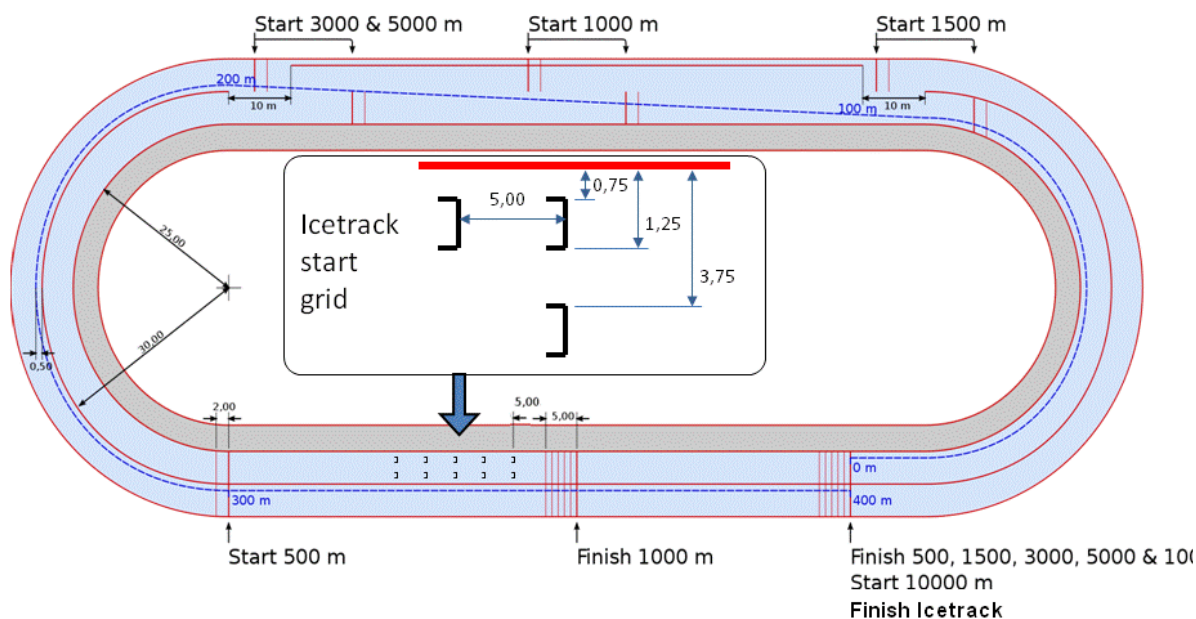 Start 3000 & 5000 m
Start 1000 m
Start 1500 m
200 m
10 m
100 m
10 m
0,75
5,00
1,25
Icetrack
start
grid
3,75
25,00
30,00
0,50
2,00
5,00
5,00
0 m
300 m
400 m
Start 500 m
Finish 1000 m
Finish 500, 1500, 3000, 5000 & 100
Start 10000 m
Finish Icetrack